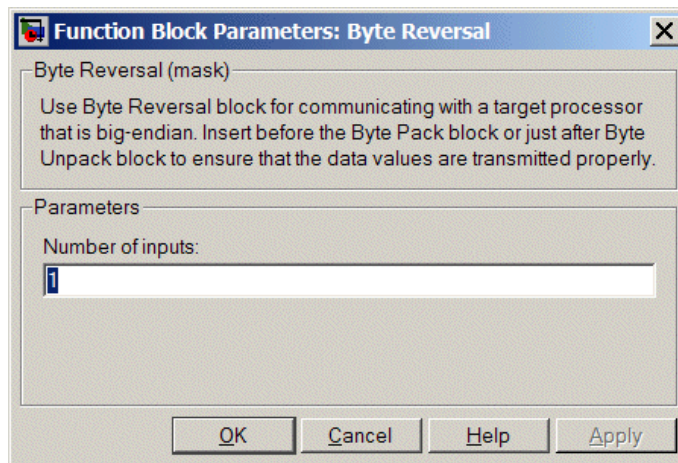 Function Block Parameters: Byte Reversal
Byte Reversal (mask)
Use Byte Reversal block for communicating with a target processor
that is big-endian. Insert before the Byte Pack block or just after Byte
Unpack block to ensure that the data values are transmitted properly.
Parameters
Number of inputs:
1
OK Cancel Help Apply